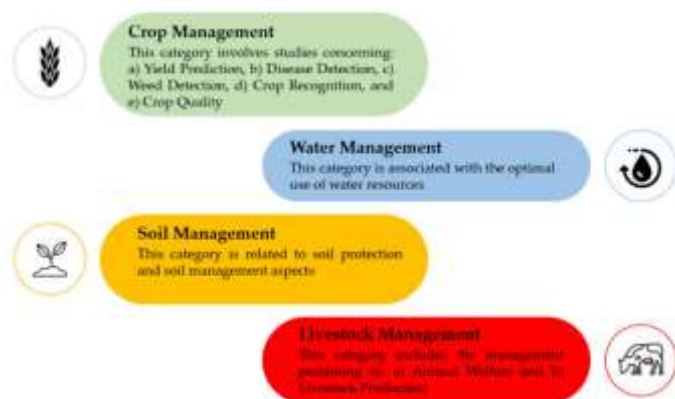 Crop Management
This category involves studies concerning:
a) Yield Prediction, b) Disease Detection, c)
Weed Detection, d) Crop Recognition, and
e) Crop Quality
Water Management
This category is associated with the optimal
use of water resources
Soil Management
This category is related to soil protection
and soil management aspects
Livestock Management
This category includes the management
pertaining to: a) Animal Welfare and b)
Livestock Production